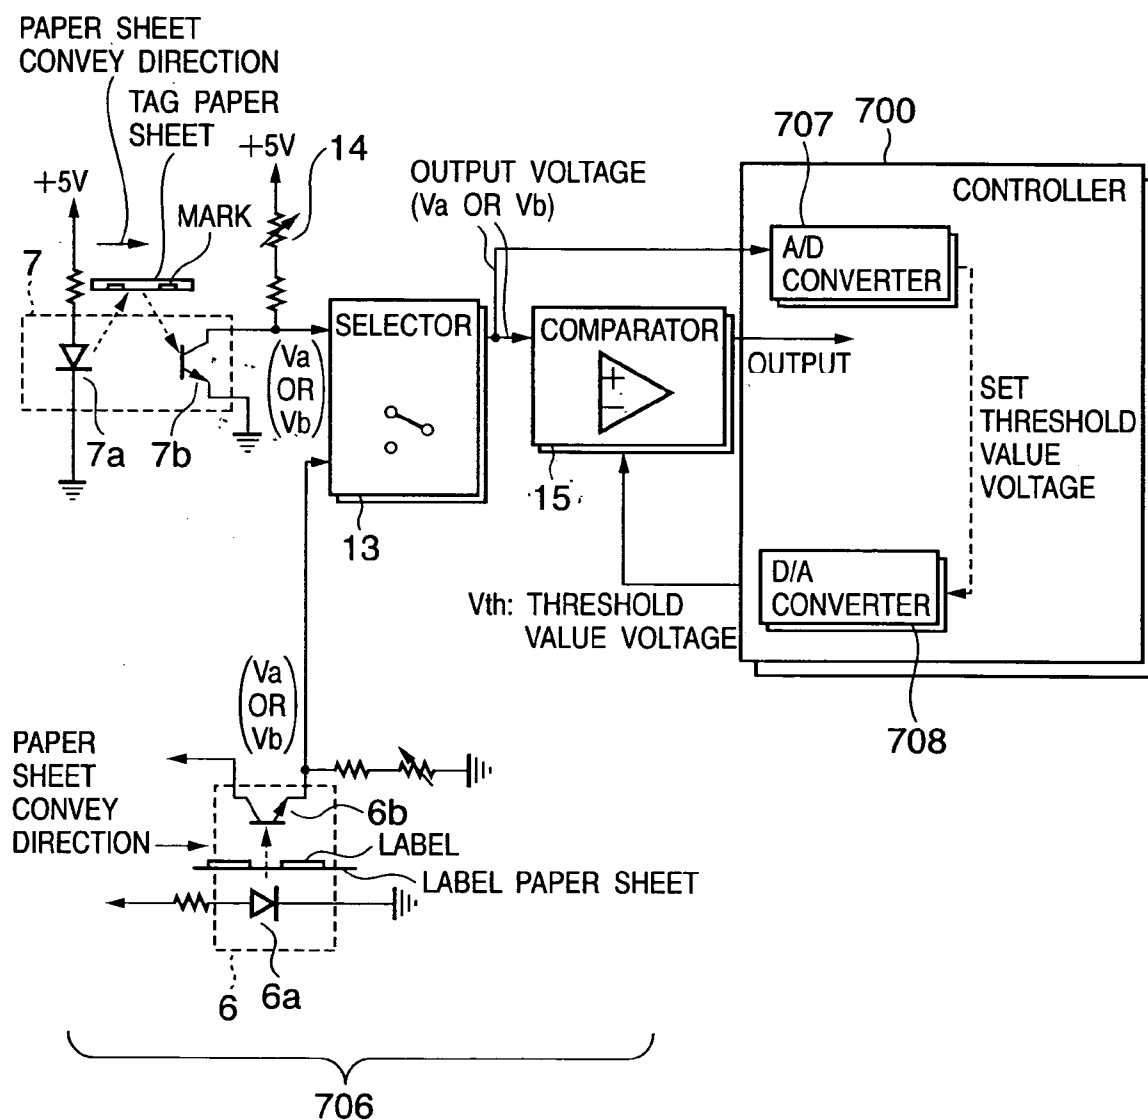 PAPER SHEET
CONVEY DIRECTION
TAG PAPER
SHEET
+5V
14
+5V
MARK
7
7a
7b
(Va
OR
Vb)
SELECTOR
13
OUTPUT VOLTAGE
(Va OR Vb)
COMPARATOR
+
−
15
OUTPUT
707
700
CONTROLLER
A/D
CONVERTER
SET
THRESHOLD
VALUE
VOLTAGE
D/A
CONVERTER
708
Vth: THRESHOLD
VALUE VOLTAGE
(Va
OR
Vb)
PAPER
SHEET
CONVEY
DIRECTION
6b
LABEL
LABEL PAPER SHEET
6
6a
706